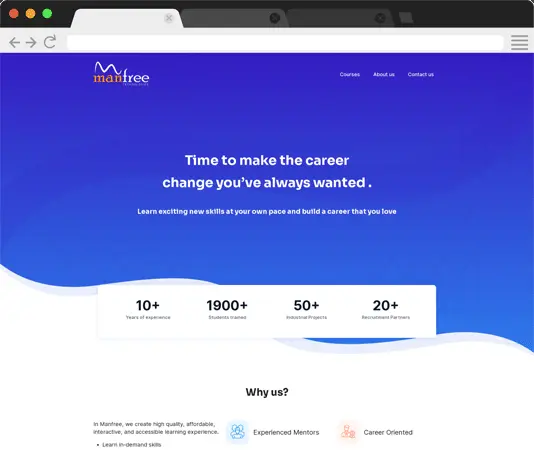 manfree
Courses About us Contact us
Time to make the career
change you've always wanted .
Learn exciting new skills at your own pace and build a career that you love
10+ 1900+ 50+ 20+
Years of experience Students trained Industrial Projects Recruitment Partners
Why us?
In Manfree, we create high quality, affordable,
interactive, and accessible learning experience.
• Learn in-demand skills
Experienced Mentors
Career Oriented